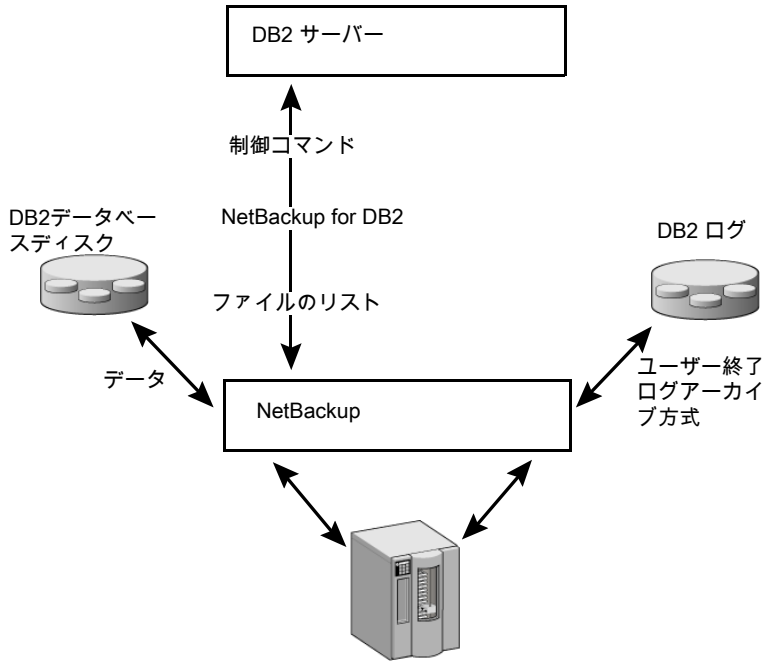 DB2 サーバー
制御コマンド
NetBackup for DB2
DB2データベー
スディスク
DB2 ログ
ファイルのリスト
データ
ユーザー終了
ログアーカイ
ブ方式
NetBackup